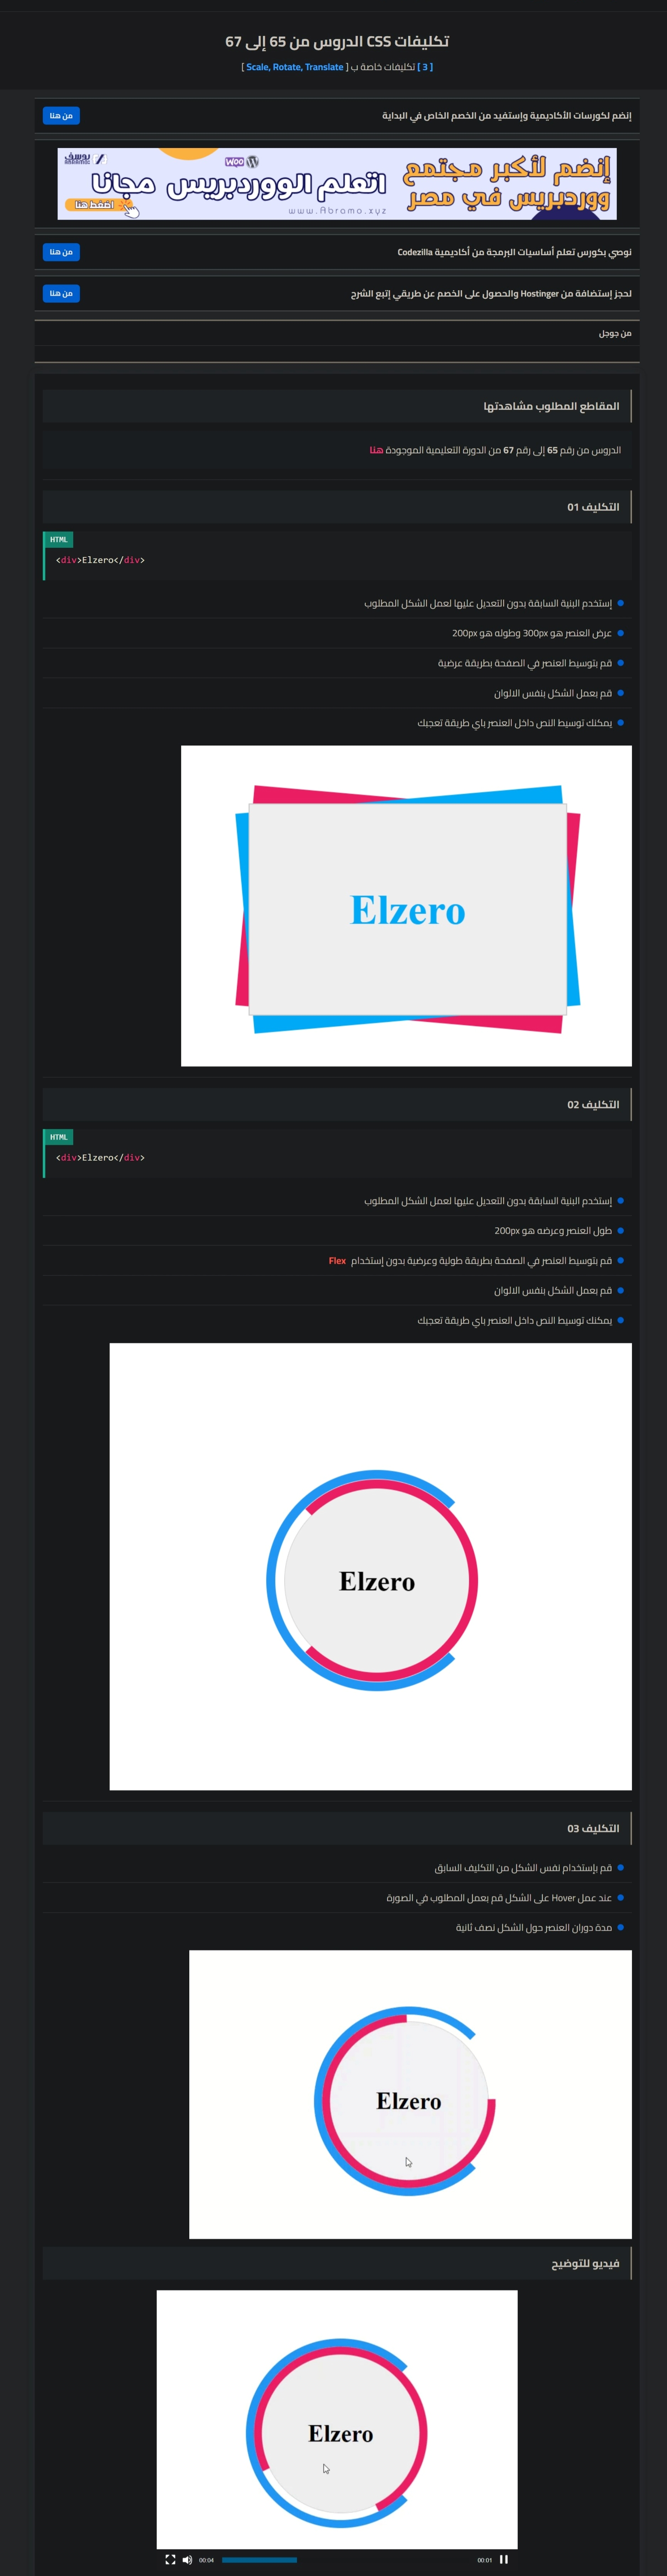 تكليفات CSS الدروس من 65 إلى 67
[ 3 ] تكليفات خاصة ب [ Scale, Rotate, Translate ]
إنضم لكورسات الأكاديمية وإستفيد من الخصم الخاص في البداية
من هنا
إنضم لأكبر مجتمع
ووردبريس في مصر
WOO
اتعلم الووردبريس مجانا
يوسف
اضغط هنا
www.Abramo.xyz
نوصي بكورس تعلم أساسيات البرمجة من أكاديمية Codezilla
من هنا
لحجز إستضافة من Hostinger والحصول على الخصم عن طريقي إتبع الشرح
من هنا
من جوجل
المقاطع المطلوب مشاهدتها
الدروس من رقم 65 إلى رقم 67 من الدورة التعليمية الموجودة هنا
التكليف 01
HTML
<div>Elzero</div>
إستخدم البنية السابقة بدون التعديل عليها لعمل الشكل المطلوب
عرض العنصر هو 300px وطوله هو 200px
قم بتوسيط العنصر في الصفحة بطريقة عرضية
قم بعمل الشكل بنفس الالوان
يمكنك توسيط النص داخل العنصر باي طريقة تعجبك
Elzero
التكليف 02
HTML
<div>Elzero</div>
إستخدم البنية السابقة بدون التعديل عليها لعمل الشكل المطلوب
طول العنصر وعرضه هو 200px
قم بتوسيط العنصر في الصفحة بطريقة طولية وعرضية بدون إستخدام Flex
قم بعمل الشكل بنفس الالوان
يمكنك توسيط النص داخل العنصر باي طريقة تعجبك
Elzero
التكليف 03
قم بإستخدام نفس الشكل من التكليف السابق
عند عمل Hover على الشكل قم بعمل المطلوب في الصورة
مدة دوران العنصر حول الشكل نصف ثانية
Elzero
فيديو للتوضيح
Elzero
00:04
00:01